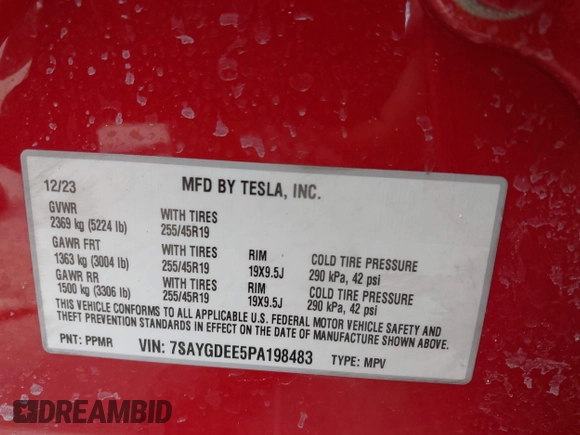 12/23 MFD BY TESLA, INC.
GVWR
2369 kg (5224 lb)
WITH TIRES
255/45R19
GAWR FRT
1363 kg (3004 lb)
WITH TIRES
255/45R19
RIM
19X9.5J
COLD TIRE PRESSURE
290 kPa, 42 psi
GAWR RR
1500 kg (3306 lb)
WITH TIRES
255/45R19
RIM
19X9.5J
COLD TIRE PRESSURE
290 kPa, 42 psi
THIS VEHICLE CONFORMS TO ALL APPLICABLE U.S. FEDERAL MOTOR VEHICLE SAFETY AND
THEFT PREVENTION STANDARDS IN EFFECT ON THE DATE OF MANUFACTURE SHOWN ABOVE.
PNT: PPMR VIN: 7SAYGDEE5PA198483 TYPE: MPV
DREAMBID